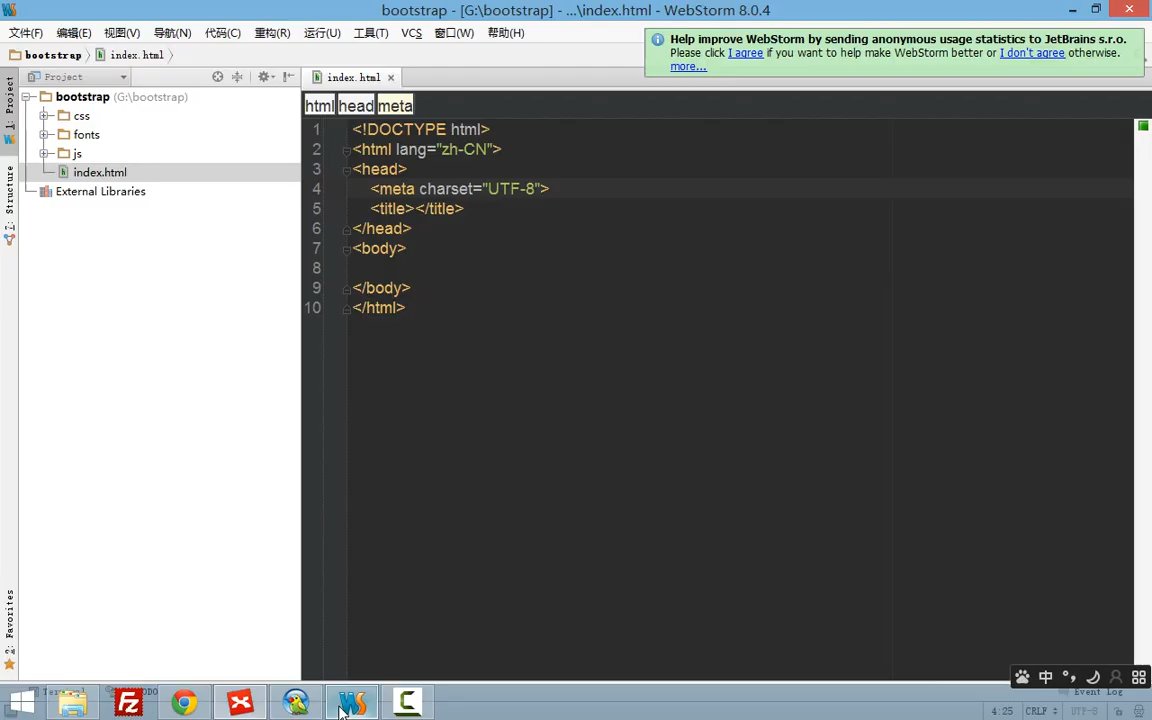 bootstrap - [G:\bootstrap] - ...\index.html - WebStorm 8.0.4
文件(F) 编辑(E) 视图(V) 导航(N) 代码(C) 重构(R) 运行(U) 工具(T) VCS 窗口(W) 帮助(H)
Help improve WebStorm by sending anonymous usage statistics to JetBrains s.r.o.
Please click I agree if you want to help make WebStorm better or I don't agree otherwise.
more...
bootstrap index.html
Project
index.html
1: Project
bootstrap (G:\bootstrap)
css
fonts
js
index.html
External Libraries
Structure
2: Favorites
html head meta
1 <!DOCTYPE html>
2 <html lang="zh-CN">
3 <head>
4 <meta charset="UTF-8">
5 <title></title>
6 </head>
7 <body>
8
9 </body>
10 </html>
中
Event Log
4:25 CRLF UTF-8